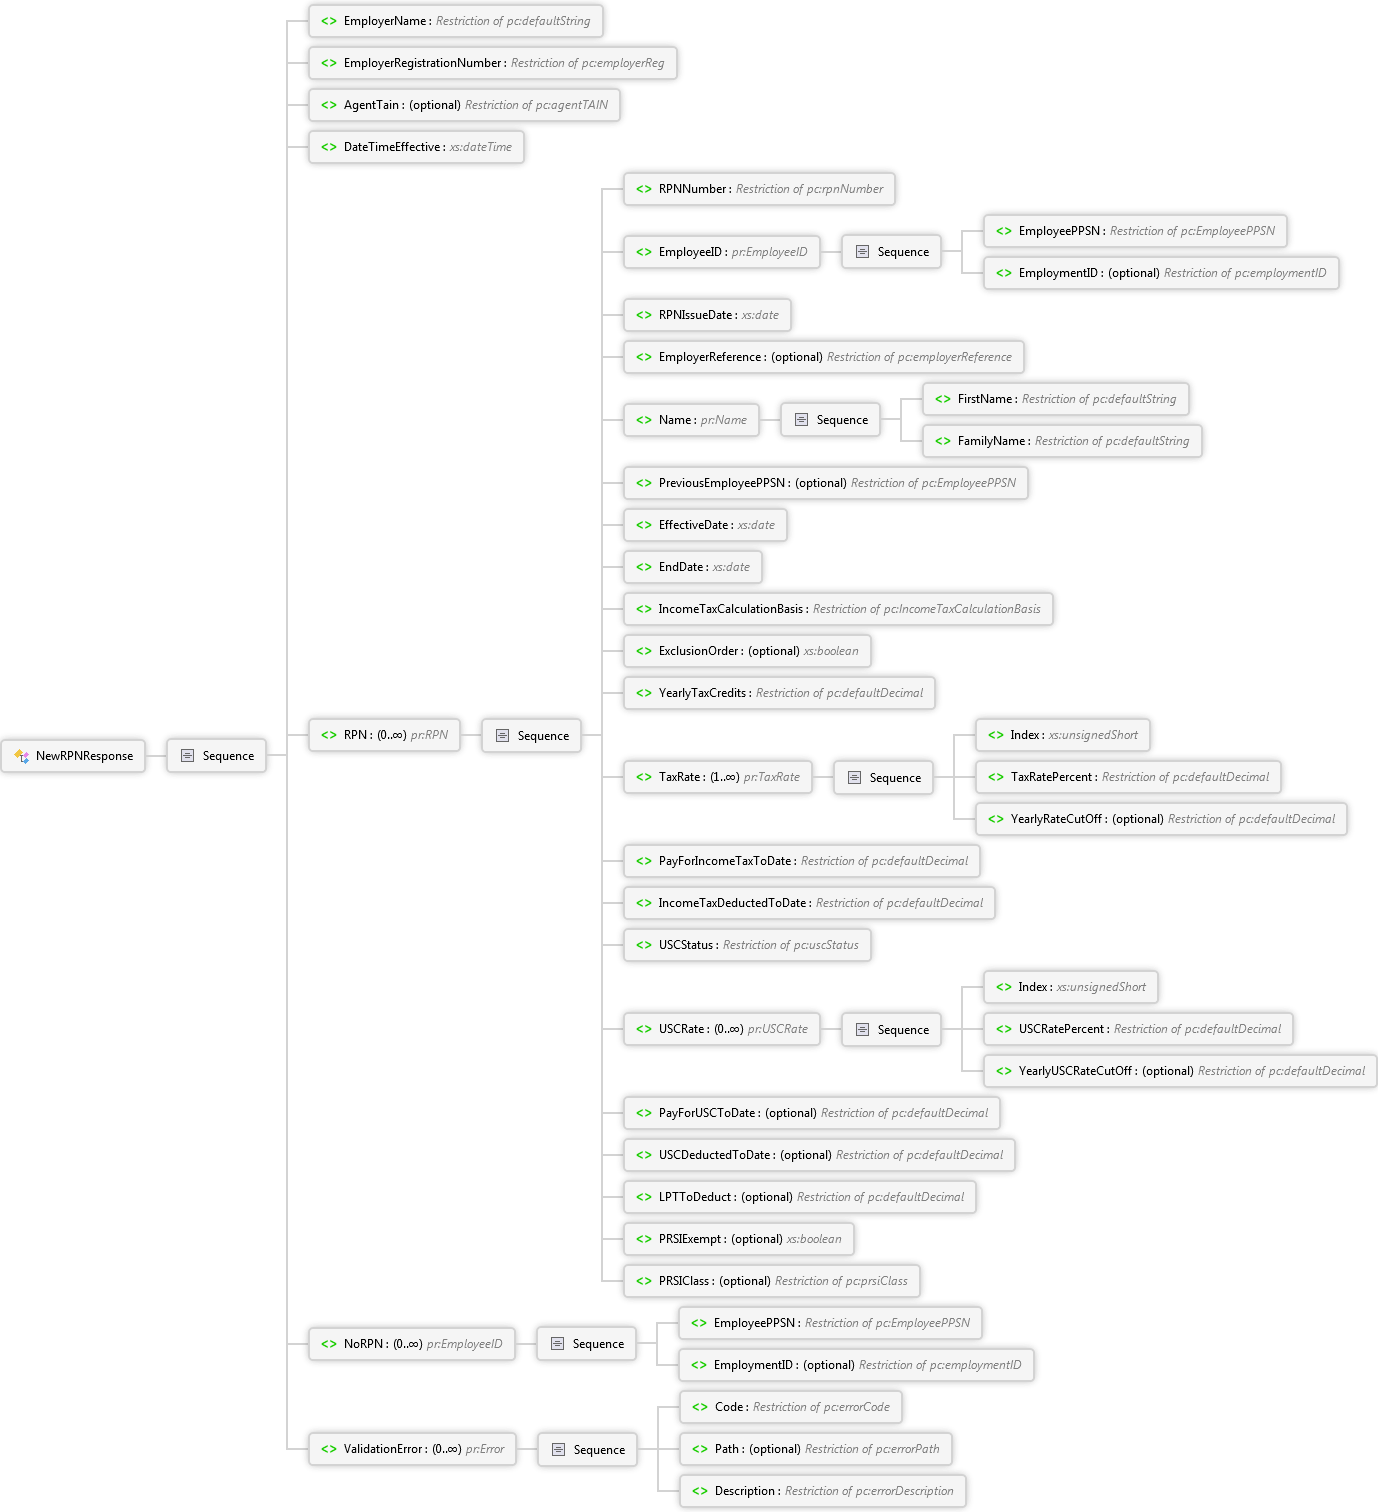 <> EmployerName : Restriction of pc:defaultString
<> EmployerRegistrationNumber : Restriction of pc:employerReg
<> AgentTain : (optional) Restriction of pc:agentTAIN
<> DateTimeEffective : xs:dateTime
<> RPNNumber : Restriction of pc:rpnNumber
<> EmployeeID : pr:EmployeeID
Sequence
<> EmployeePPSN : Restriction of pc:EmployeePPSN
<> EmploymentID : (optional) Restriction of pc:employmentID
<> RPNIssueDate : xs:date
<> EmployerReference : (optional) Restriction of pc:employerReference
<> Name : pr:Name
Sequence
<> FirstName : Restriction of pc:defaultString
<> FamilyName : Restriction of pc:defaultString
<> PreviousEmployeePPSN : (optional) Restriction of pc:EmployeePPSN
<> EffectiveDate : xs:date
<> EndDate : xs:date
<> IncomeTaxCalculationBasis : Restriction of pc:IncomeTaxCalculationBasis
<> ExclusionOrder : (optional) xs:boolean
<> YearlyTaxCredits : Restriction of pc:defaultDecimal
NewRPNResponse
Sequence
<> RPN : (0..∞) pr:RPN
Sequence
<> TaxRate : (1..∞) pr:TaxRate
Sequence
<> Index : xs:unsignedShort
<> TaxRatePercent : Restriction of pc:defaultDecimal
<> YearlyRateCutOff : (optional) Restriction of pc:defaultDecimal
<> PayForIncomeTaxToDate : Restriction of pc:defaultDecimal
<> IncomeTaxDeductedToDate : Restriction of pc:defaultDecimal
<> USCStatus : Restriction of pc:uscStatus
<> USCRate : (0..∞) pr:USCRate
Sequence
<> Index : xs:unsignedShort
<> USCRatePercent : Restriction of pc:defaultDecimal
<> YearlyUSCRateCutOff : (optional) Restriction of pc:defaultDecimal
<> PayForUSCToDate : (optional) Restriction of pc:defaultDecimal
<> USCDeductedToDate : (optional) Restriction of pc:defaultDecimal
<> LPTToDeduct : (optional) Restriction of pc:defaultDecimal
<> PRSIExempt : (optional) xs:boolean
<> PRSIClass : (optional) Restriction of pc:prsiClass
<> NoRPN : (0..∞) pr:EmployeeID
Sequence
<> EmployeePPSN : Restriction of pc:EmployeePPSN
<> EmploymentID : (optional) Restriction of pc:employmentID
<> ValidationError : (0..∞) pr:Error
Sequence
<> Code : Restriction of pc:errorCode
<> Path : (optional) Restriction of pc:errorPath
<> Description : Restriction of pc:errorDescription